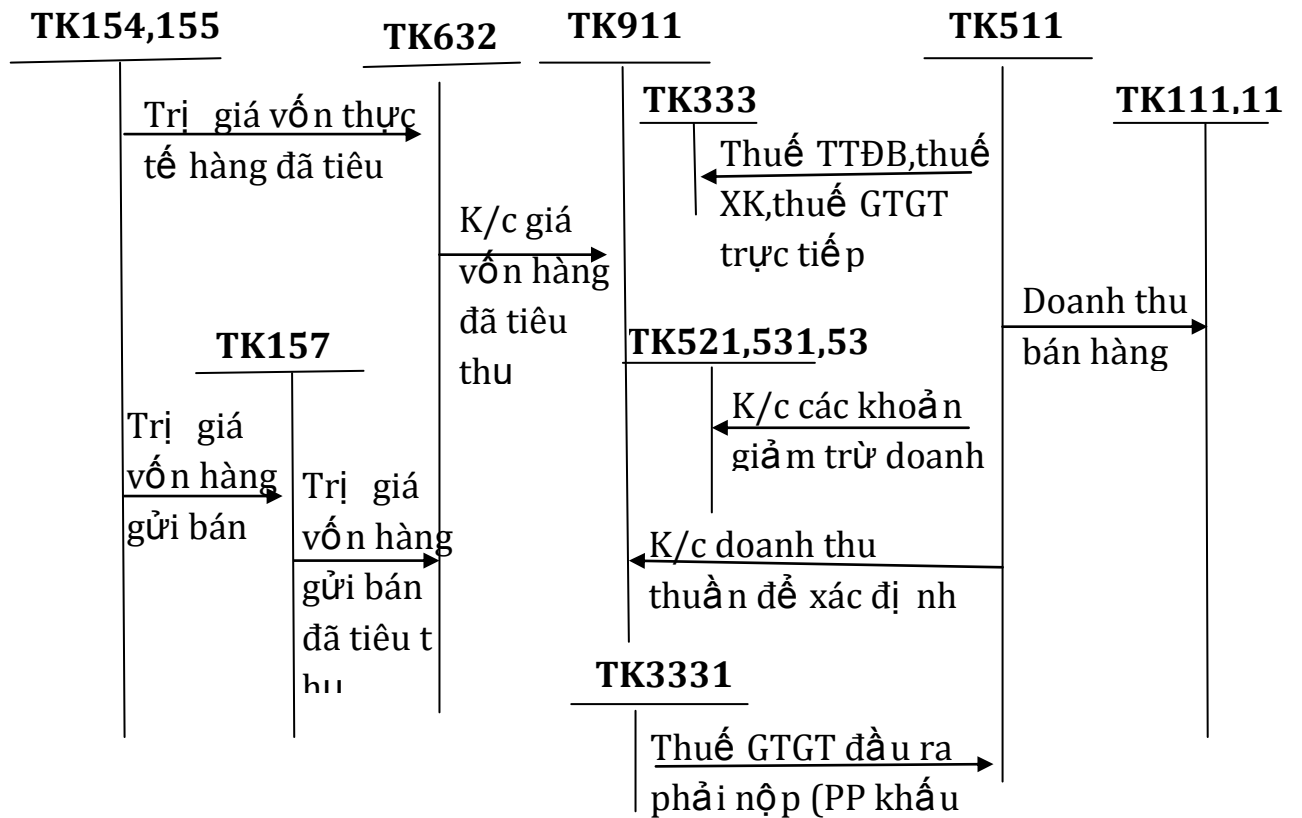 TK154,155
TK632
TK911
TK511
TK333
TK111,11
Trị giá vốn thực
tế hàng đã tiêu
Thuế TTĐB,thuế
XK,thuế GTGT
trực tiếp
K/c giá
vốn hàng
đã tiêu
thu
Doanh thu
bán hàng
TK157
TK521,531,53
Trị giá
vốn hàng
gửi bán
K/c các khoản
giảm trừ doanh
Trị giá
vốn hàng
gửi bán
đã tiêu t
hu
K/c doanh thu
thuần để xác định
TK3331
Thuế GTGT đầu ra
phải nộp (PP khấu